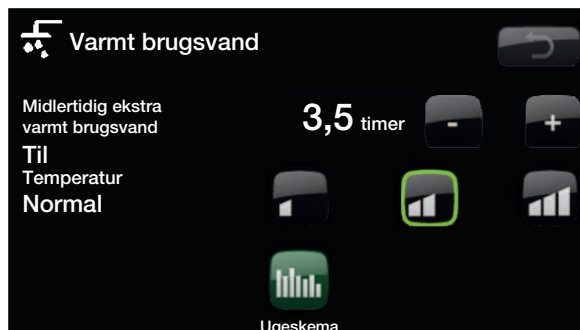 Varmt brugsvand
Midlertidig ekstra
varmt brugsvand
3,5 timer - +
Til
Temperatur
Normal
Ugeskema